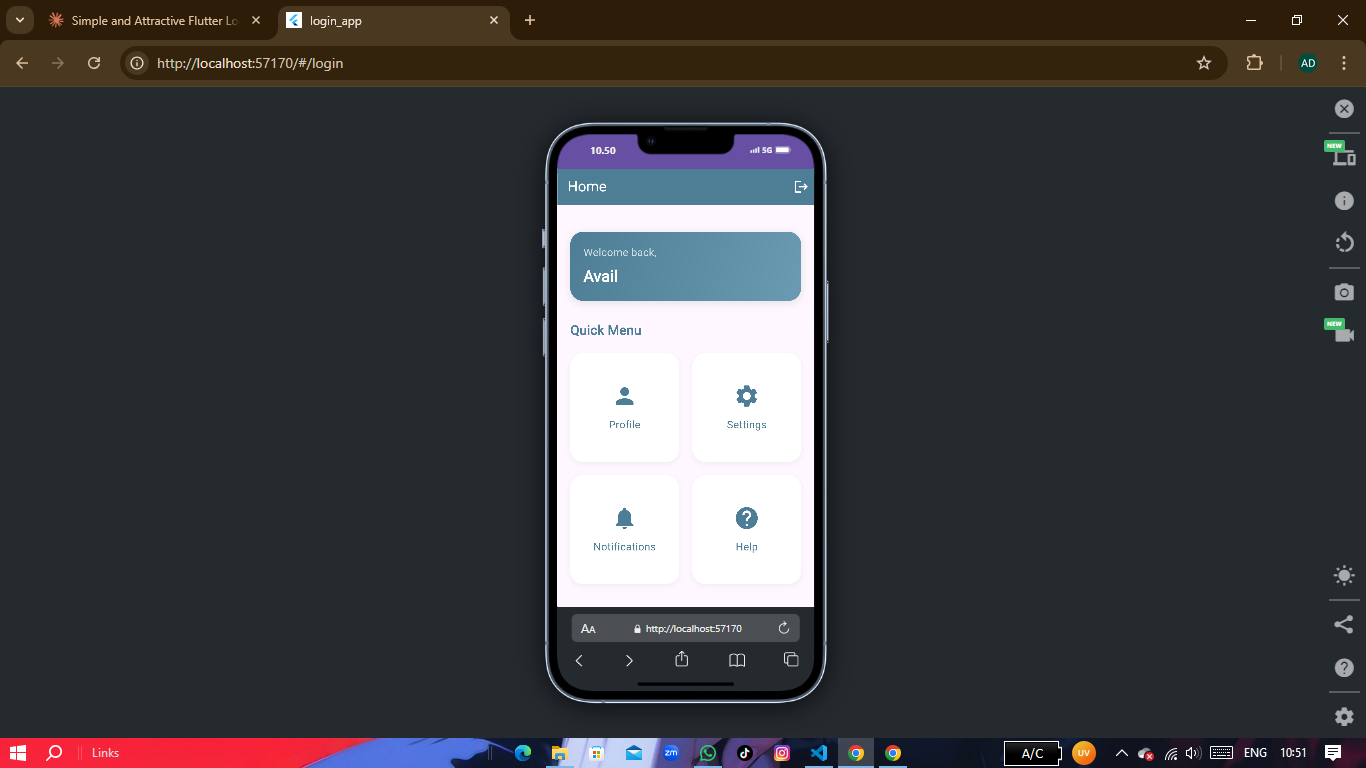 Simple and Attractive Flutter Lo
login_app
http://localhost:57170/#/login
AD
NEW
NEW
10.50
5G
Home
Welcome back,
Avail
Quick Menu
Profile
Settings
Notifications
Help
AA
http://localhost:57170
Links
zm
A/C
UV
ENG
10:51